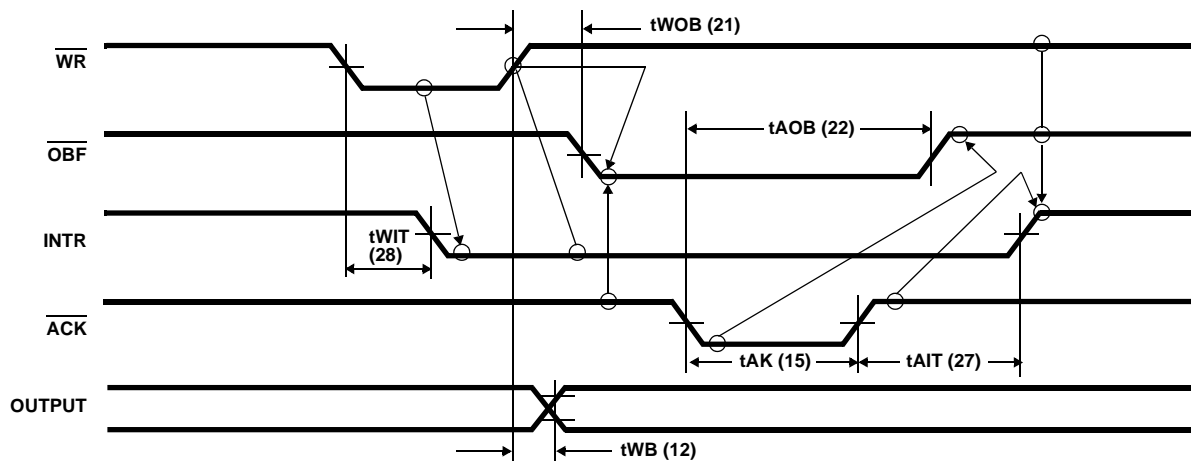 tWOB (21)
WR
tAOB (22)
OBF
INTR
tWIT
(28)
ACK
tAK (15)
tAIT (27)
OUTPUT
tWB (12)